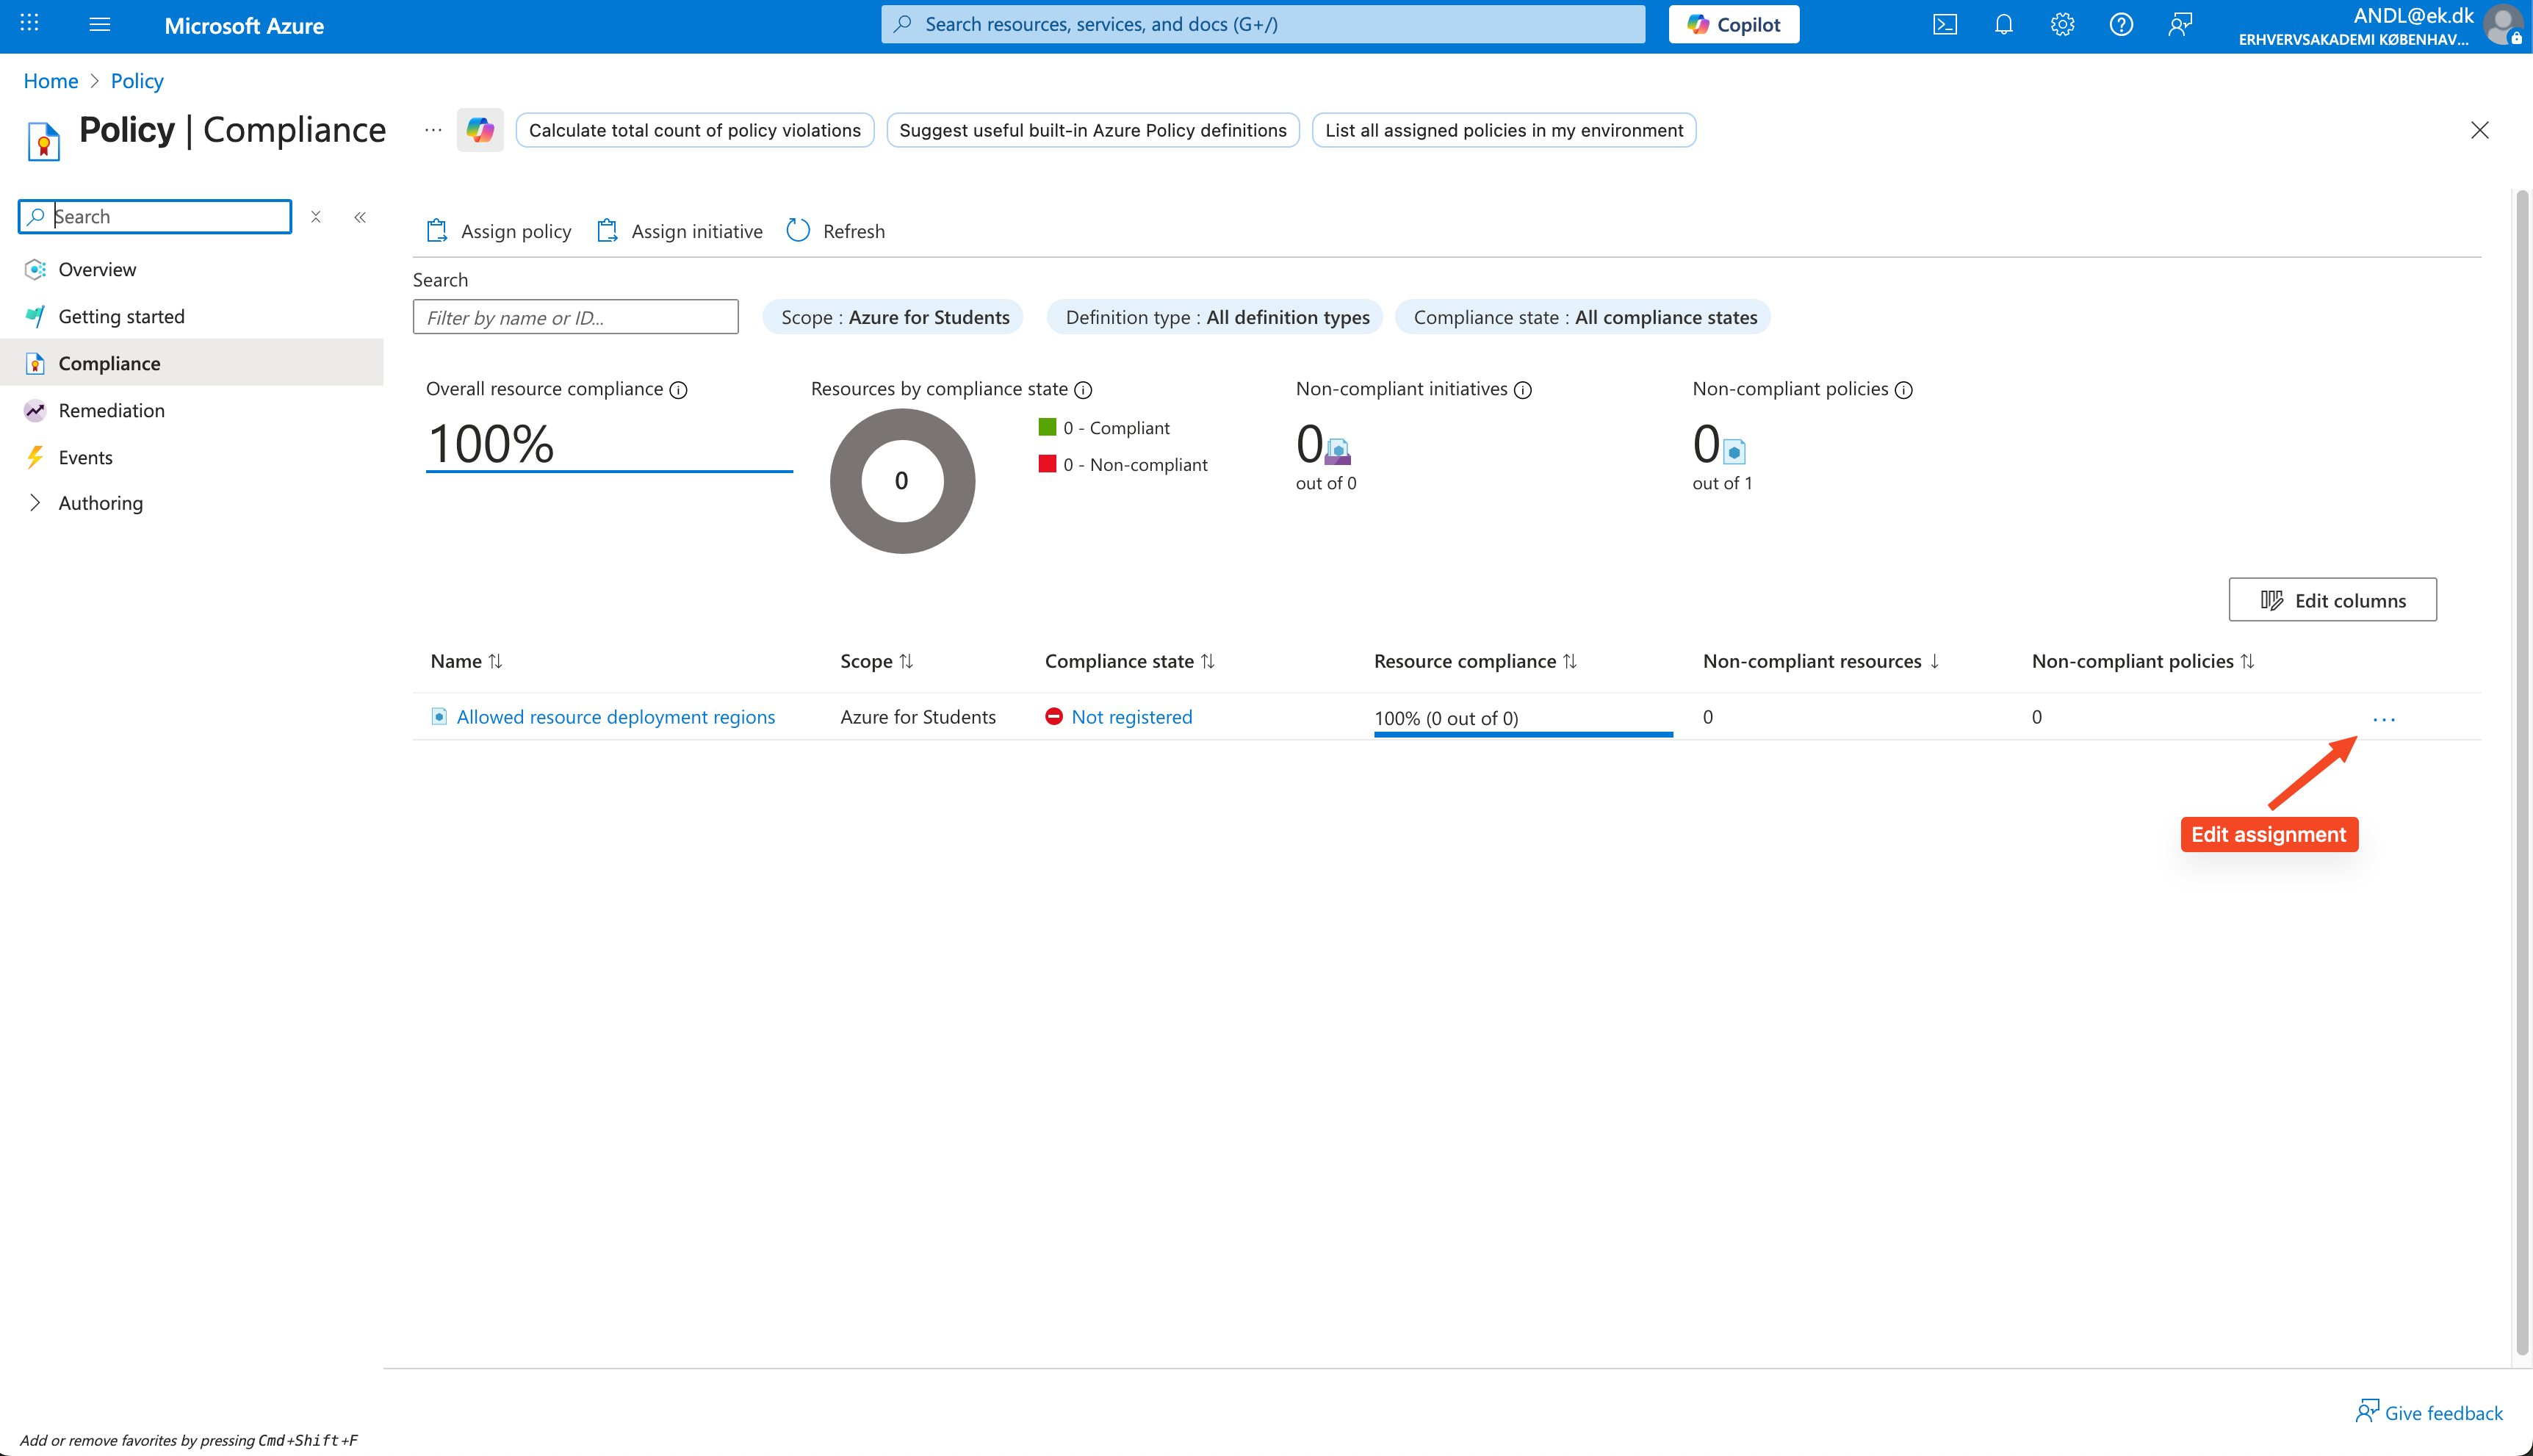 Microsoft Azure
Search resources, services, and docs (G+/)
Copilot
ANDL@ek.dk
ERHVERVSAKADEMI KØBENHAV...
Home > Policy
Policy | Compliance
...
Calculate total count of policy violations
Suggest useful built-in Azure Policy definitions
List all assigned policies in my environment
Search
Overview
Getting started
Compliance
Remediation
Events
Authoring
Assign policy
Assign initiative
Refresh
Search
Filter by name or ID...
Scope : Azure for Students
Definition type : All definition types
Compliance state : All compliance states
Overall resource compliance
100%
Resources by compliance state
0
0 - Compliant
0 - Non-compliant
Non-compliant initiatives
0
out of 0
Non-compliant policies
0
out of 1
Edit columns
Name Scope Compliance state Resource compliance Non-compliant resources Non-compliant policies
Allowed resource deployment regions Azure for Students Not registered 100% (0 out of 0) 0 0 ...
Edit assignment
Give feedback
Add or remove favorites by pressing Cmd+Shift+F